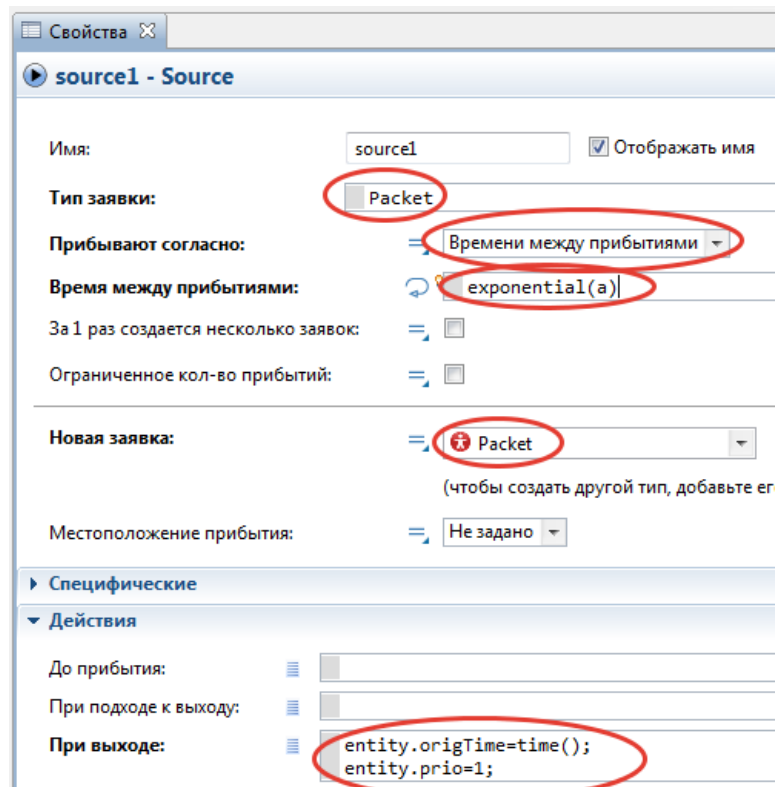 Свойства
source1 - Source
Имя: source1 Отображать имя
Тип заявки: Packet
Прибывают согласно: Времени между прибытиями
Время между прибытиями: exponential(a)
За 1 раз создается несколько заявок:
Ограниченное кол-во прибытий:
Новая заявка: Packet
(чтобы создать другой тип, добавьте ег
Местоположение прибытия: Не задано
Специфические
Действия
До прибытия:
При подходе к выходу:
При выходе: entity.origTime=time();
entity.prio=1;